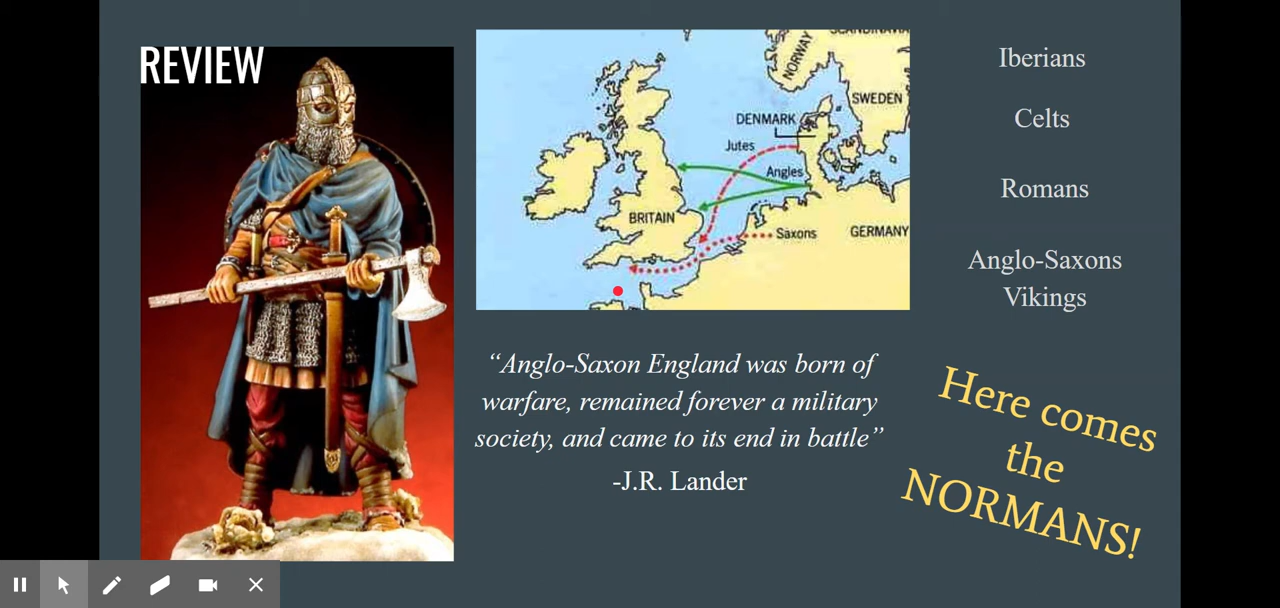 REVIEW
NORWAY
SCANDINAVIA
SWEDEN
DENMARK
Jutes
Angles
BRITAIN
Saxons
GERMANY
“Anglo-Saxon England was born of
warfare, remained forever a military
society, and came to its end in battle”
-J.R. Lander
Iberians
Celts
Romans
Anglo-Saxons
Vikings
Here comes
the
NORMANS!